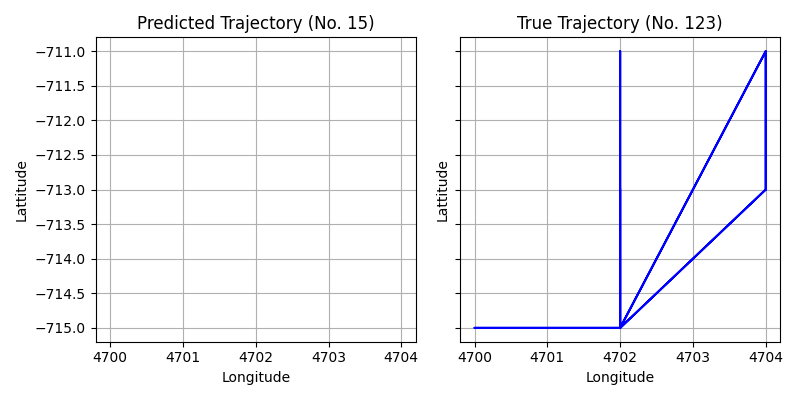 Predicted Trajectory (No. 15)
−711.0
−711.5
−712.0
−712.5
−713.0
−713.5
−714.0
−714.5
−715.0
Lattitude
4700 4701 4702 4703 4704
Longitude
True Trajectory (No. 123)
Lattitude
4700 4701 4702 4703 4704
Longitude